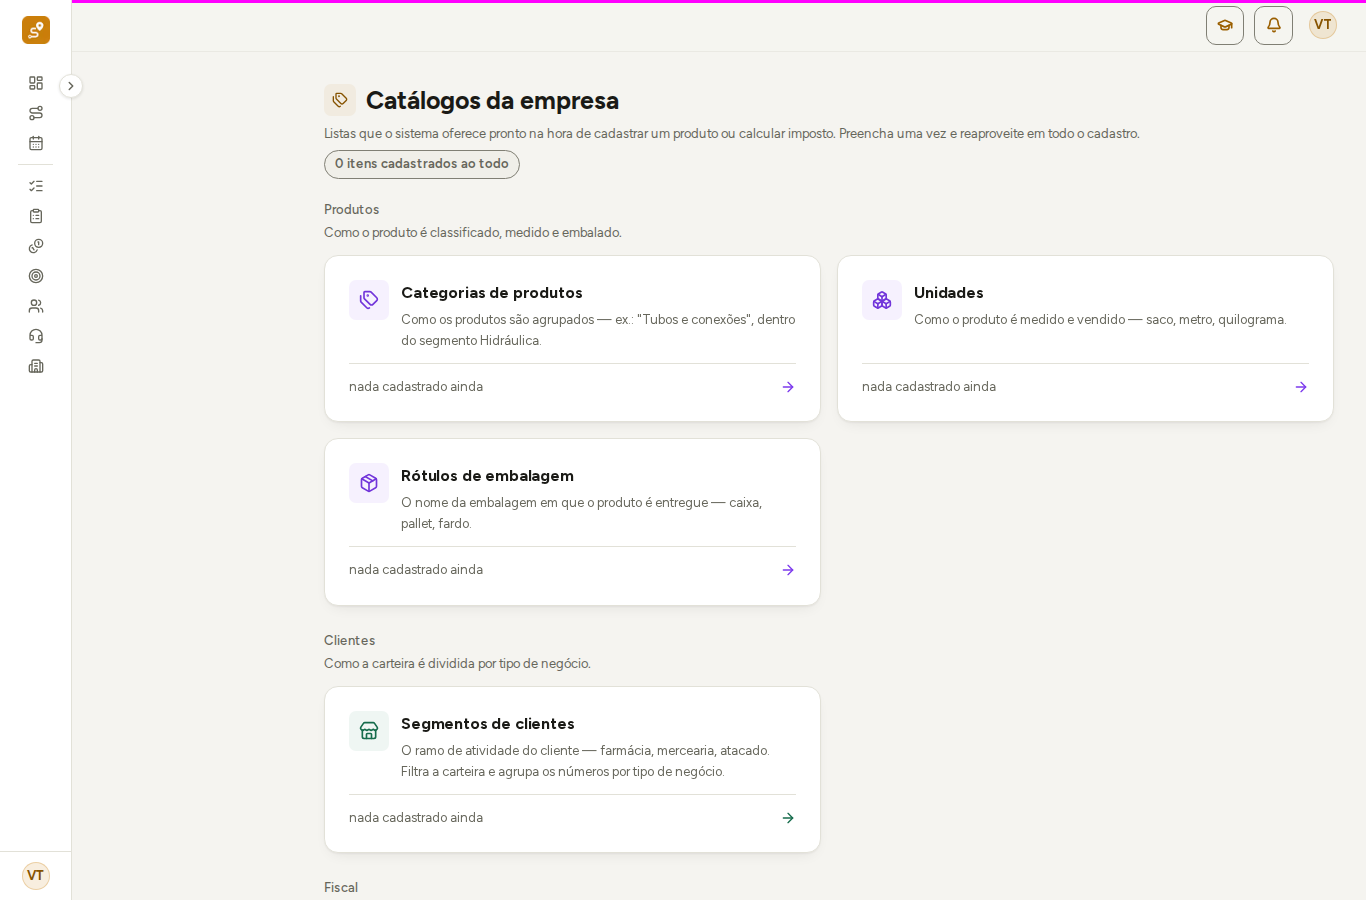 VT
Catálogos da empresa
Listas que o sistema oferece pronto na hora de cadastrar um produto ou calcular imposto. Preencha uma vez e reaproveite em todo o cadastro.
0 itens cadastrados ao todo
Produtos
Como o produto é classificado, medido e embalado.
Categorias de produtos
Como os produtos são agrupados — ex.: "Tubos e conexões", dentro
do segmento Hidráulica.
nada cadastrado ainda
Unidades
Como o produto é medido e vendido — saco, metro, quilograma.
nada cadastrado ainda
Rótulos de embalagem
O nome da embalagem em que o produto é entregue — caixa,
pallet, fardo.
nada cadastrado ainda
Clientes
Como a carteira é dividida por tipo de negócio.
Segmentos de clientes
O ramo de atividade do cliente — farmácia, mercearia, atacado.
Filtra a carteira e agrupa os números por tipo de negócio.
nada cadastrado ainda
Fiscal
VT